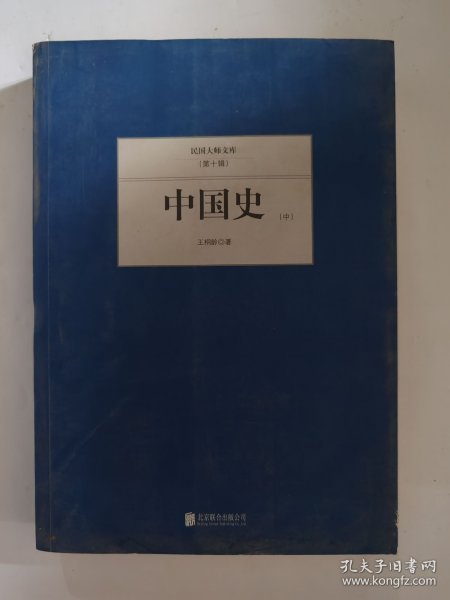 民国大师文库
（第十辑）
中国史（中）
王桐龄◎著
北京联合出版公司
孔夫子旧书网
www.kongfz.com